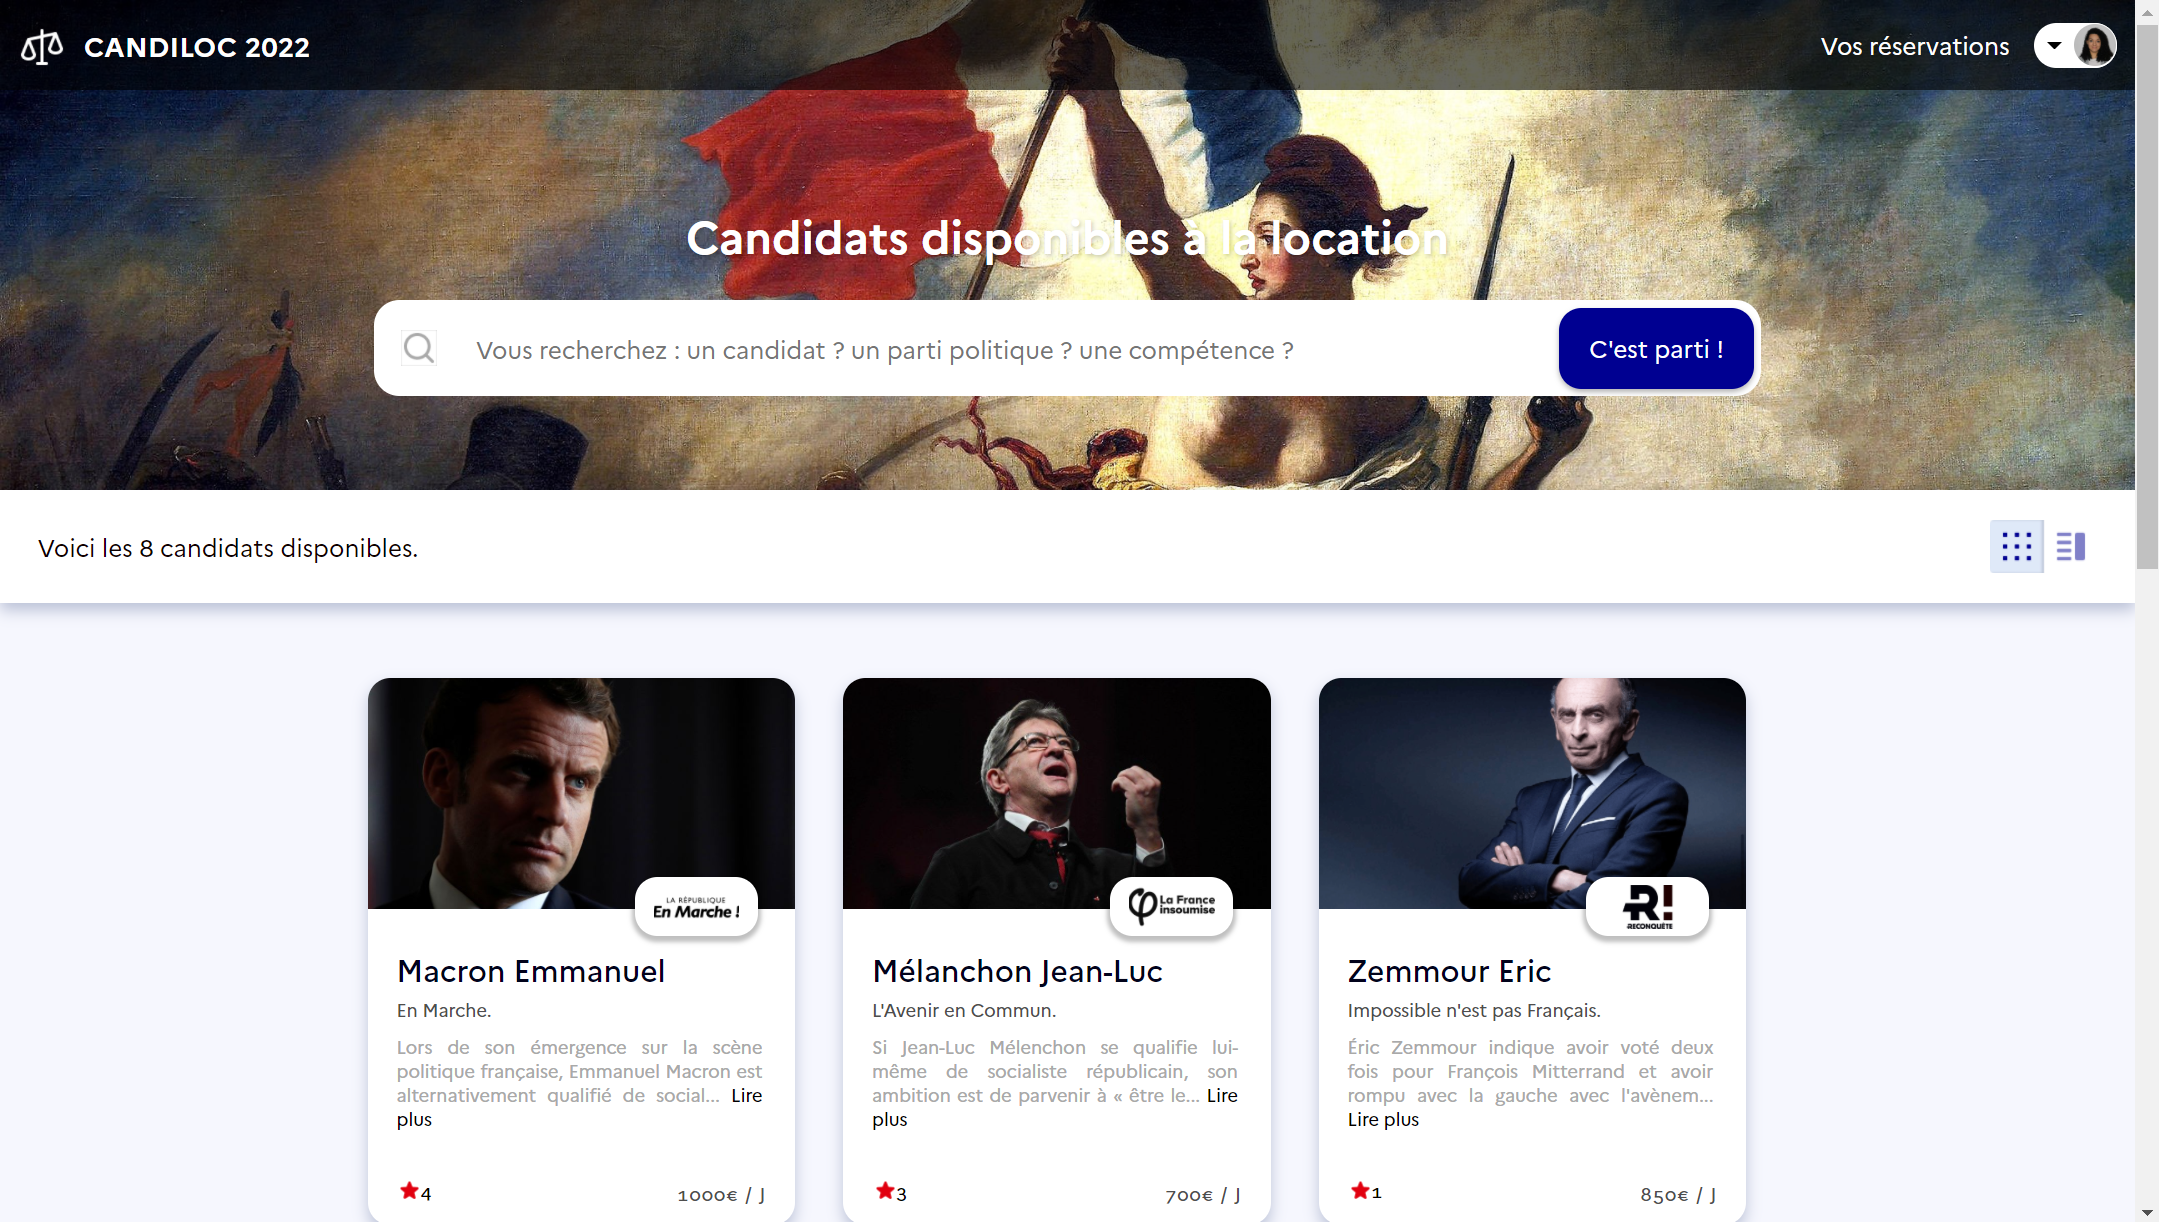 CANDILOC 2022
Vos réservations
Candidats disponibles à la location
Vous recherchez : un candidat ? un parti politique ? une compétence ?
C'est parti !
Voici les 8 candidats disponibles.
LA RÉPUBLIQUE
En Marche !
Macron Emmanuel
En Marche.
Lors de son émergence sur la scène
politique française, Emmanuel Macron est
alternativement qualifié de social... Lire
plus
4
1000€ / J
La France
insoumise
Mélanchon Jean-Luc
L'Avenir en Commun.
Si Jean-Luc Mélenchon se qualifie lui-
même de socialiste républicain, son
ambition est de parvenir à « être le... Lire
plus
3
700€ / J
R!
RECONQUÊTE
Zemmour Eric
Impossible n'est pas Français.
Éric Zemmour indique avoir voté deux
fois pour François Mitterrand et avoir
rompu avec la gauche avec l'avènem...
Lire plus
1
850€ / J